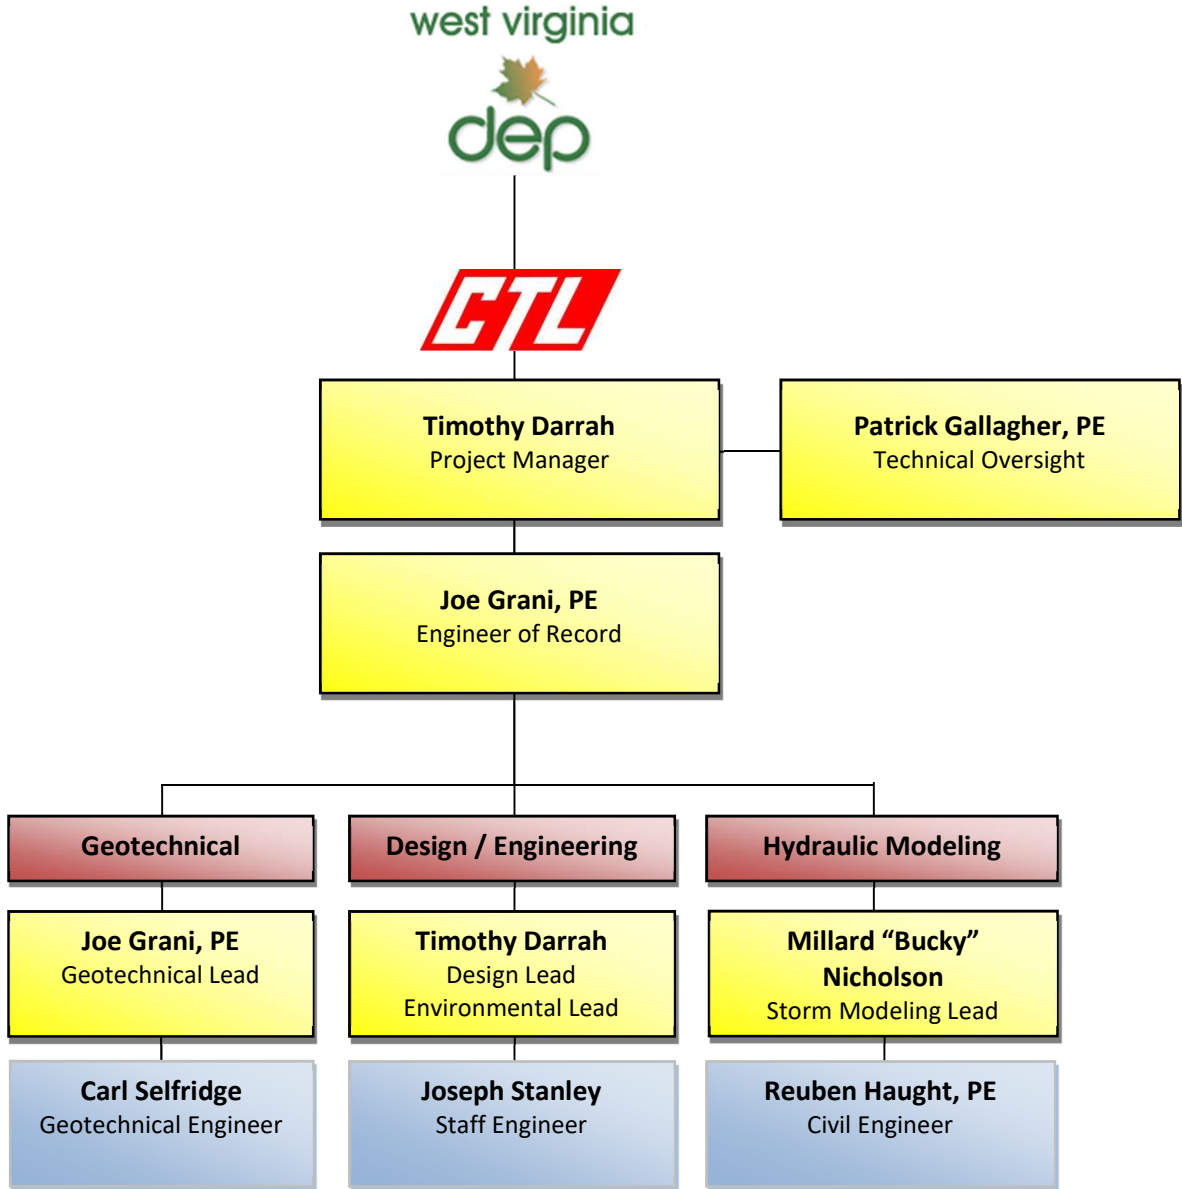 west virginia
dep
CTL
Timothy Darrah
Project Manager
Patrick Gallagher, PE
Technical Oversight
Joe Grani, PE
Engineer of Record
Geotechnical
Design / Engineering
Hydraulic Modeling
Joe Grani, PE
Geotechnical Lead
Timothy Darrah
Design Lead
Environmental Lead
Millard “Bucky”
Nicholson
Storm Modeling Lead
Carl Selfridge
Geotechnical Engineer
Joseph Stanley
Staff Engineer
Reuben Haught, PE
Civil Engineer